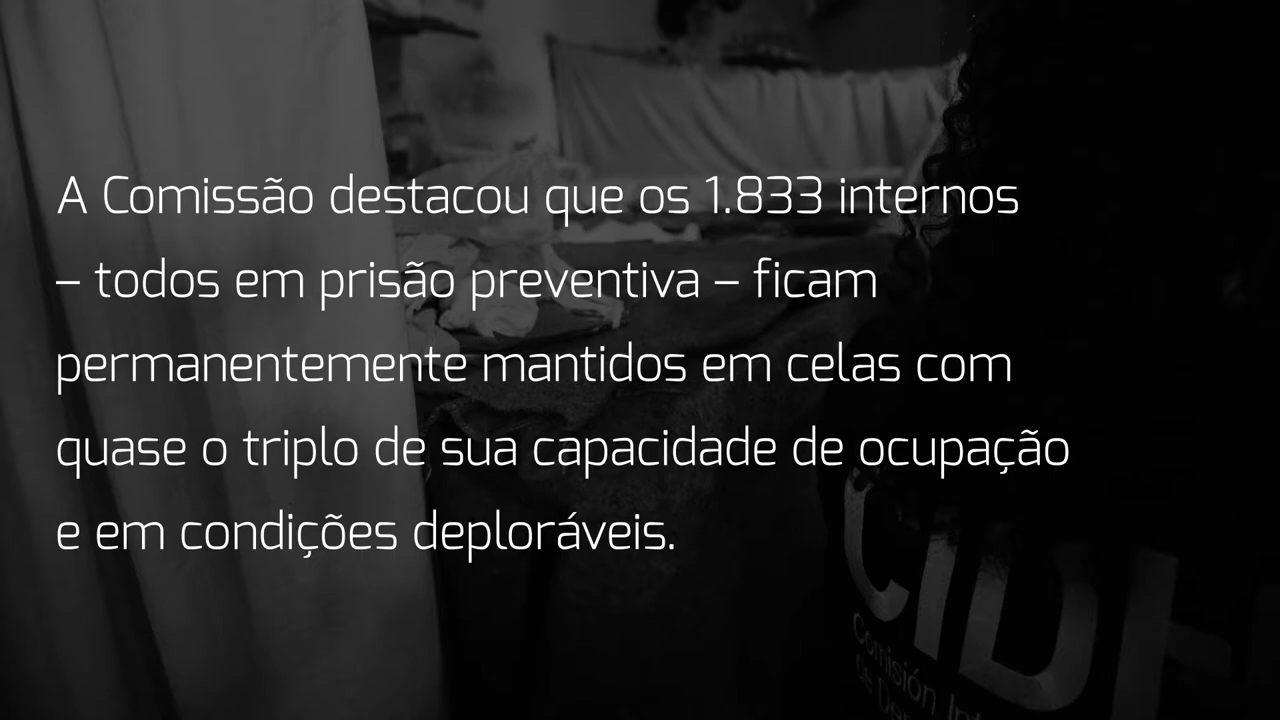 A Comissão destacou que os 1.833 internos
– todos em prisão preventiva – ficam
permanentemente mantidos em celas com
quase o triplo de sua capacidade de ocupação
e em condições deploráveis.
CIDH
Comisión
de